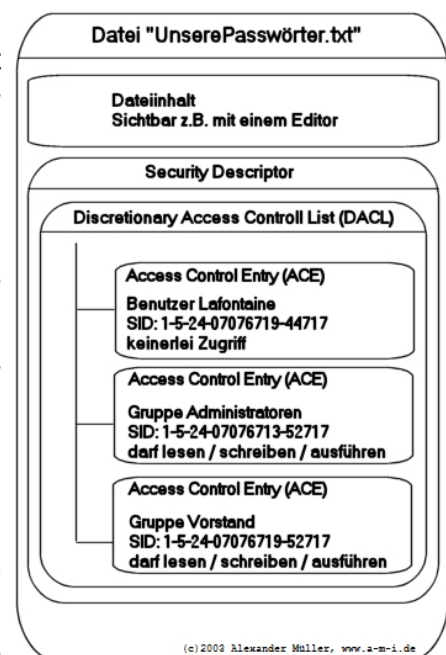 Datei "UnserePasswörter.txt"
Dateiinhalt
Sichtbar z.B. mit einem Editor
Security Descriptor
Discretionary Access Controll List (DACL)
Access Control Entry (ACE)
Benutzer Lafontaine
SID: 1-5-24-07076719-44717
keinerlei Zugriff
Access Control Entry (ACE)
Gruppe Administratoren
SID: 1-5-24-07076713-52717
darf lesen / schreiben / ausführen
Access Control Entry (ACE)
Gruppe Vorstand
SID: 1-5-24-07076719-52717
darf lesen / schreiben / ausführen
(c)2003 Alexander Müller, www.a-m-i.de